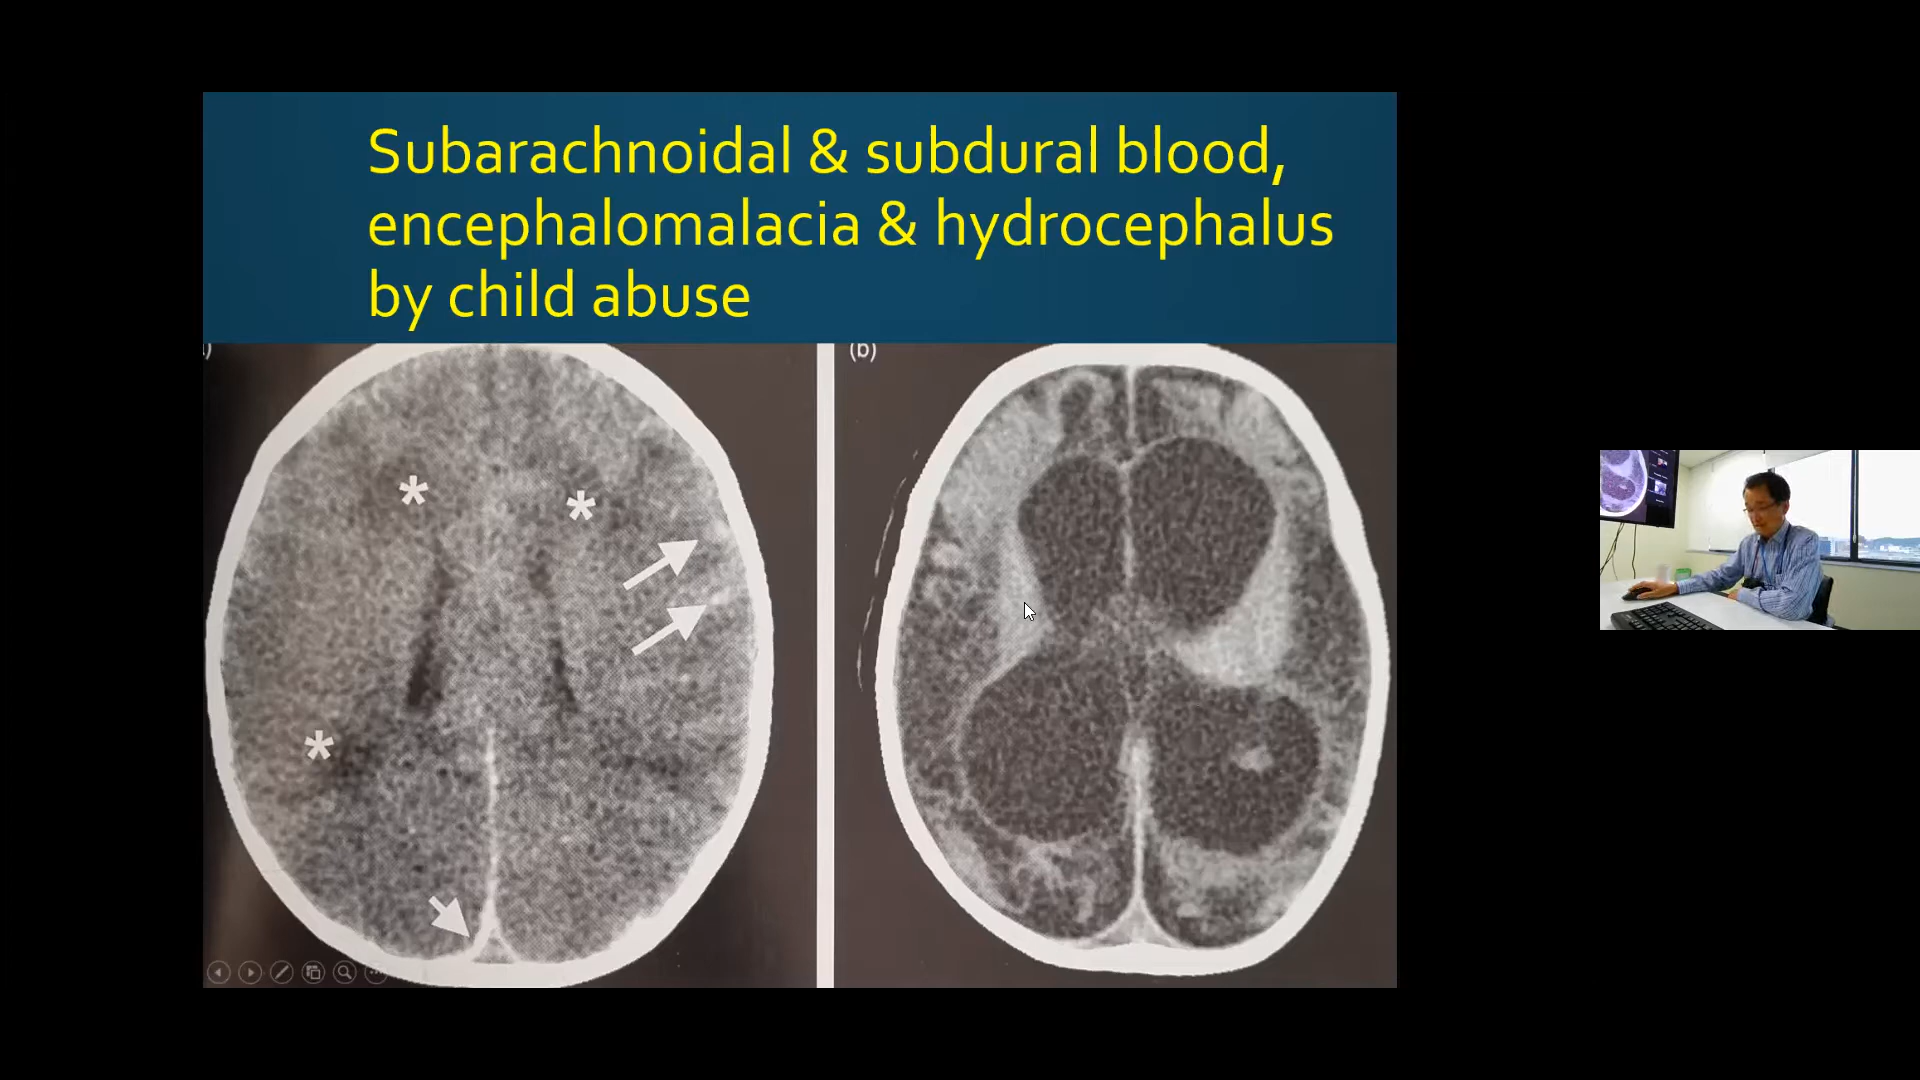 Subarachnoidal & subdural blood,
encephalomalacia & hydrocephalus
by child abuse
(b)